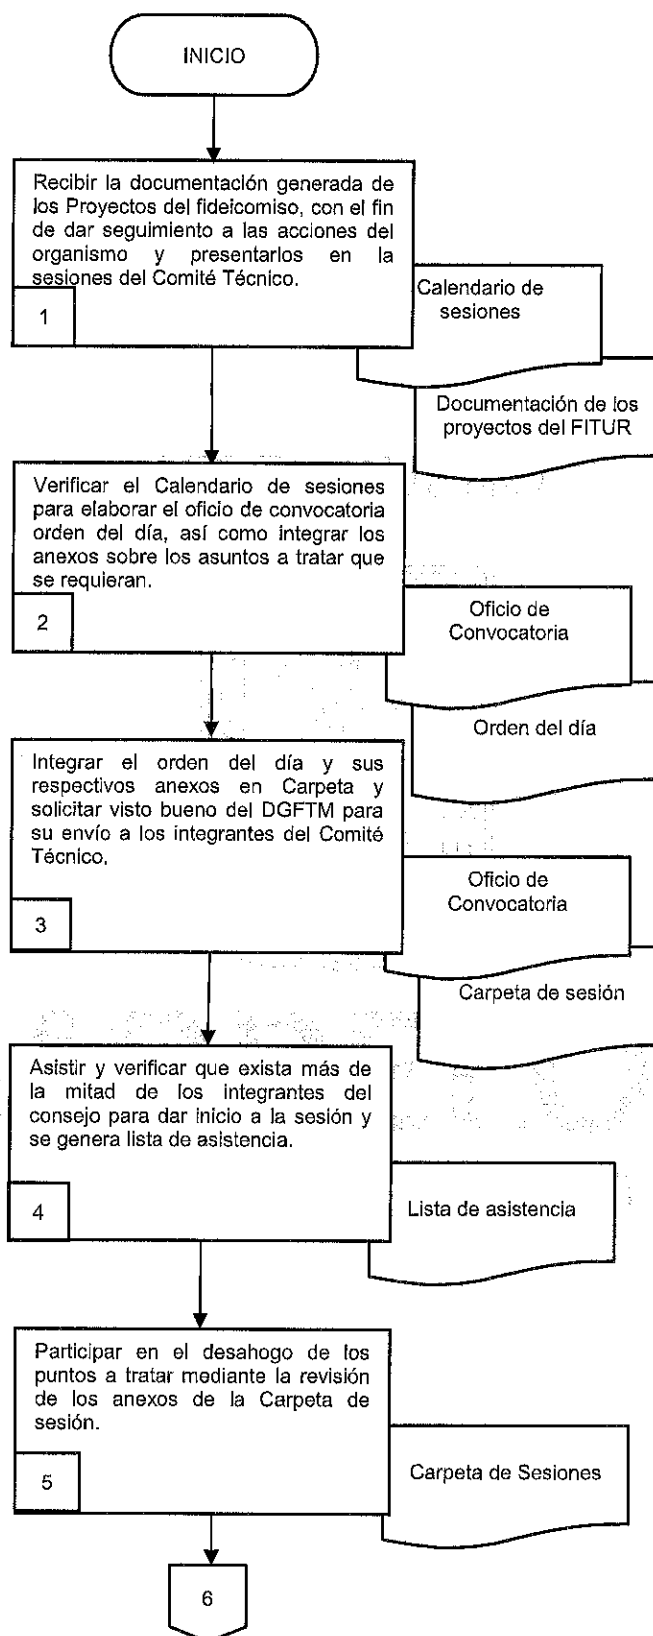 INICIO
Recibir la documentación generada de
los Proyectos del fideicomiso, con el fin
de dar seguimiento a las acciones del
organismo y presentarlos en la
sesiones del Comité Técnico.
1
Calendario de
sesiones
Documentación de los
proyectos del FITUR
Verificar el Calendario de sesiones
para elaborar el oficio de convocatoria
orden del día, así como integrar los
anexos sobre los asuntos a tratar que
se requieran.
2
Oficio de
Convocatoria
Orden del día
Integrar el orden del día y sus
respectivos anexos en Carpeta y
solicitar visto bueno del DGFTM para
su envío a los integrantes del Comité
Técnico.
3
Oficio de
Convocatoria
Carpeta de sesión
Asistir y verificar que exista más de
la mitad de los integrantes del
consejo para dar inicio a la sesión y
se genera lista de asistencia.
4
Lista de asistencia
Participar en el desahogo de los
puntos a tratar mediante la revisión
de los anexos de la Carpeta de
sesión.
5
Carpeta de Sesiones
6